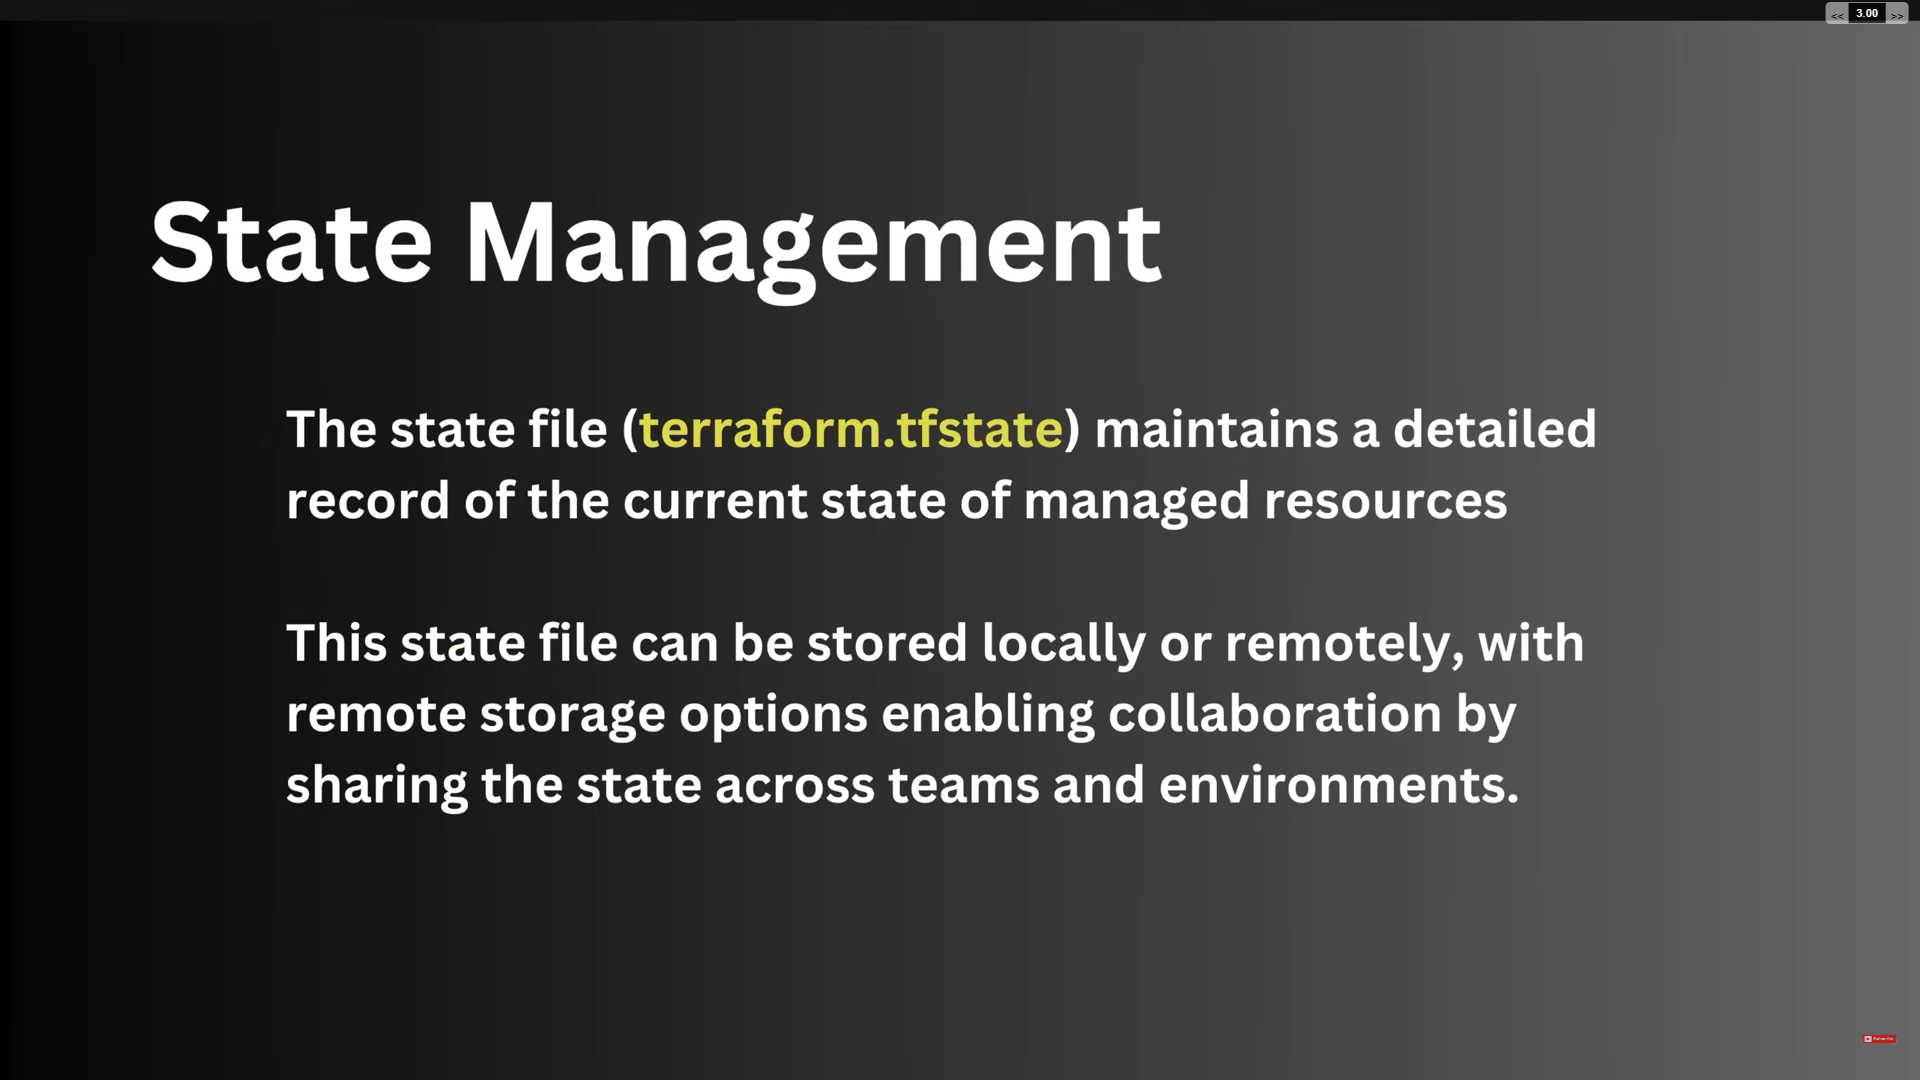 << 3.00 >>
State Management
The state file (terraform.tfstate) maintains a detailed
record of the current state of managed resources
This state file can be stored locally or remotely, with
remote storage options enabling collaboration by
sharing the state across teams and environments.